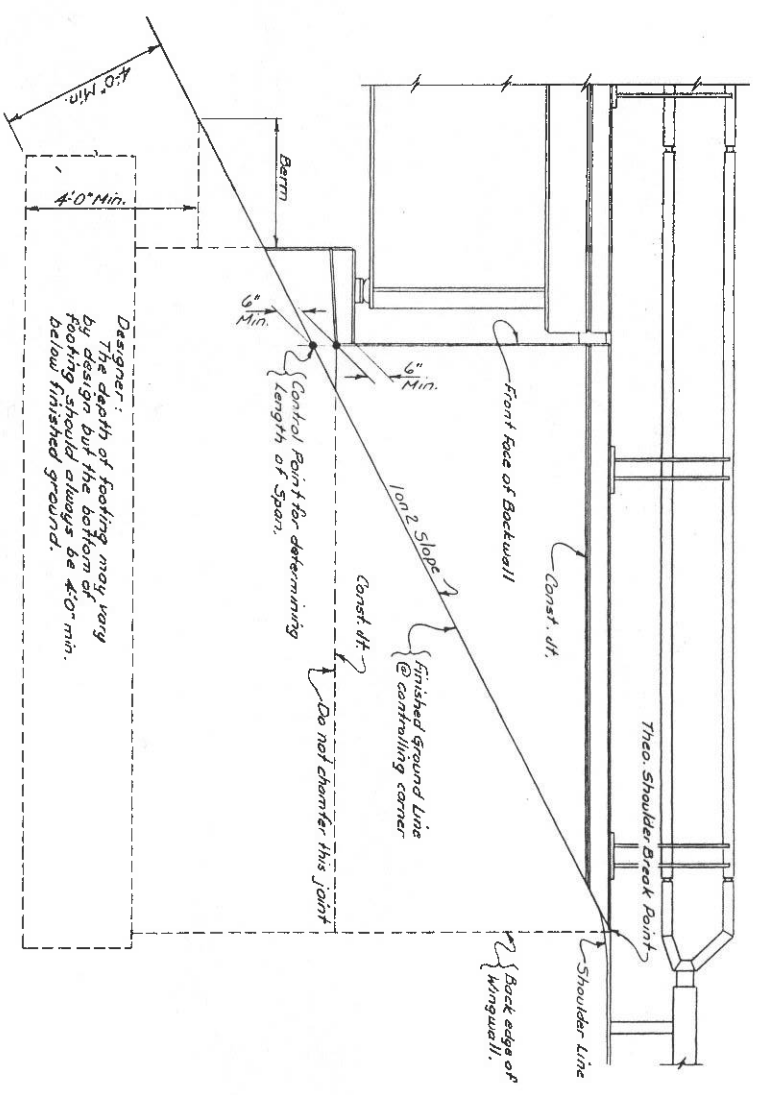 Theo. Shoulder Break Point
Shoulder Line
Const. Jt.
Front Face of Backwall
Back edge of
Wingwall.
Finished Ground Line
@ controlling corner
1 on 2 Slope
Const. Jt.
Do not chamfer this joint
6"
Min.
6"
Min.
Control Point for determining
Length of Span.
Berm
4'-0" Min.
4'-0" Min.
Designer:
The depth of footing may vary
by design but the bottom of
footing should always be 4'-0" min.
below finished ground.